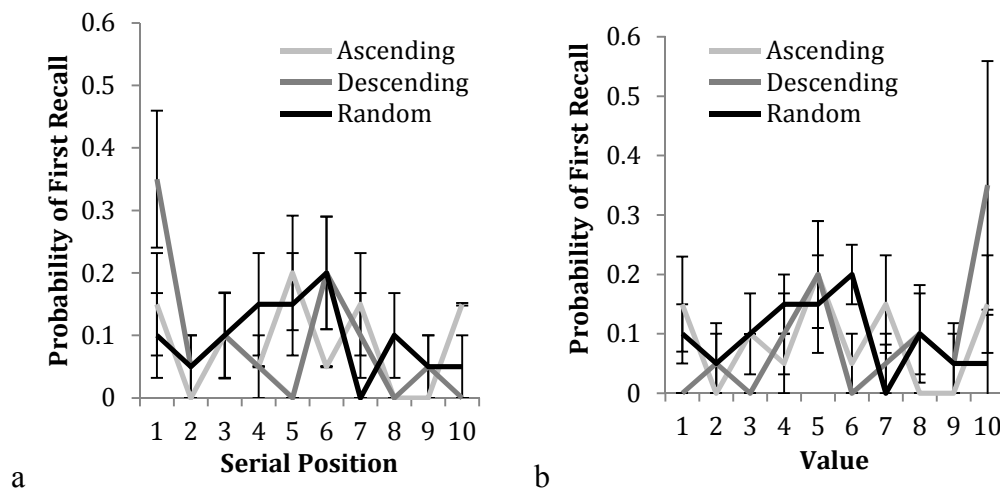 0.6
0.5
0.4
0.3
0.2
0.1
0
Probability of First Recall
Ascending
Descending
Random
1 2 3 4 5 6 7 8 9 10
Serial Position
a
0.6
0.5
0.4
0.3
0.2
0.1
0
Probability of First Recall
Ascending
Descending
Random
1 2 3 4 5 6 7 8 9 10
Value
b